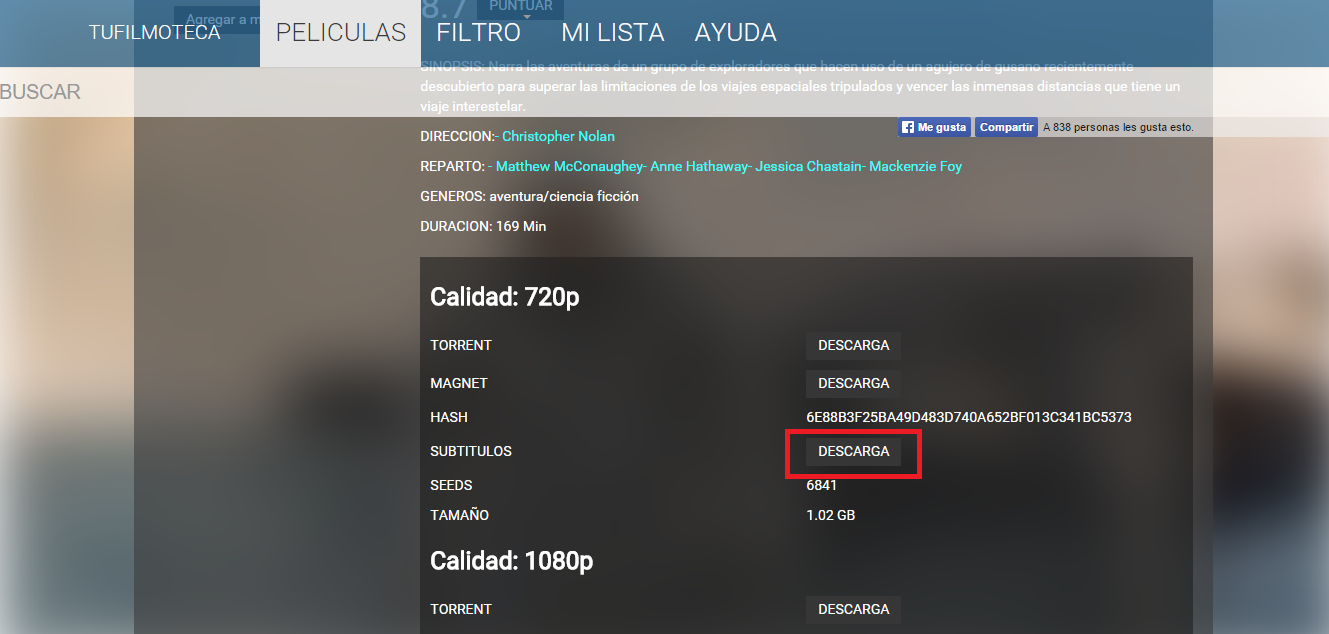 8.7 PUNTUAR
Agregar a m
TUFILMOTECA PELICULAS FILTRO MI LISTA AYUDA
SINOPSIS: Narra las aventuras de un grupo de exploradores que hacen uso de un agujero de gusano recientemente
BUSCAR
descubierto para superar las limitaciones de los viajes espaciales tripulados y vencer las inmensas distancias que tiene un
viaje interestelar.
Me gusta Compartir A 838 personas les gusta esto.
DIRECCION:- Christopher Nolan
REPARTO: - Matthew McConaughey- Anne Hathaway- Jessica Chastain- Mackenzie Foy
GENEROS: aventura/ciencia ficción
DURACION: 169 Min
Calidad: 720p
TORRENT DESCARGA
MAGNET DESCARGA
HASH 6E88B3F25BA49D483D740A652BF013C341BC5373
SUBTITULOS DESCARGA
SEEDS 6841
TAMAÑO 1.02 GB
Calidad: 1080p
TORRENT DESCARGA